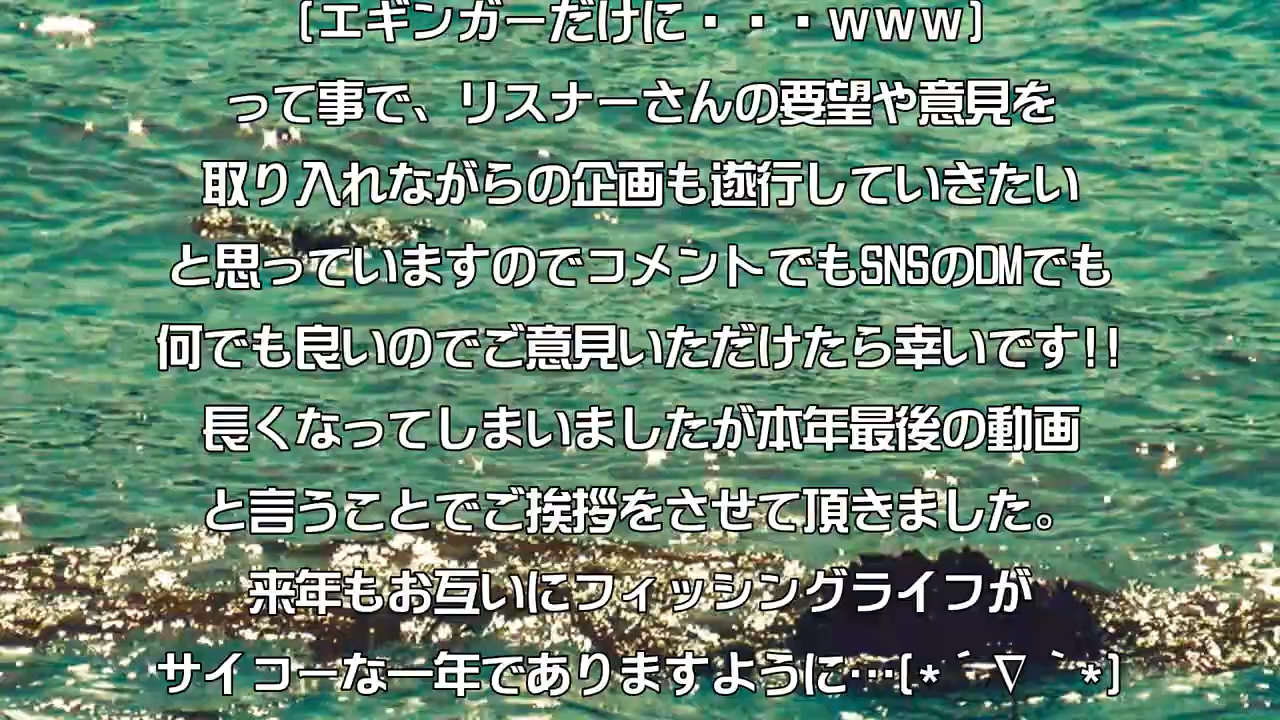 (エギンガーだけに・・・ｗｗｗ)
って事で、リスナーさんの要望や意見を
取り入れながらの企画も遂行していきたい
と思っていますのでコメントでもSNSのDMでも
何でも良いのでご意見いただけたら幸いです!!
長くなってしまいましたが本年最後の動画
と言うことでご挨拶をさせて頂きました。
来年もお互いにフィッシングライフが
サイコーな一年でありますように…(*´∇｀*)